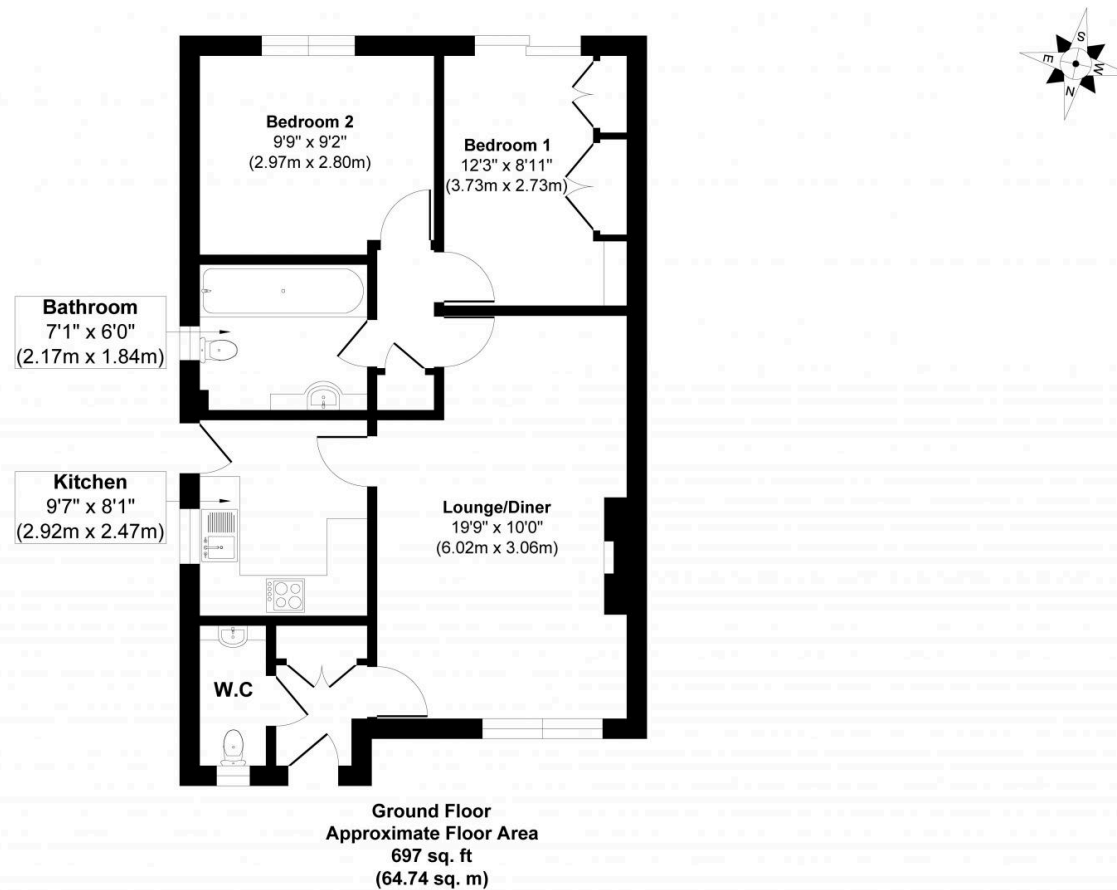 S
E
W
N
Bedroom 2
9'9" x 9'2"
(2.97m x 2.80m)
Bedroom 1
12'3" x 8'11"
(3.73m x 2.73m)
Bathroom
7'1" x 6'0"
(2.17m x 1.84m)
Kitchen
9'7" x 8'1"
(2.92m x 2.47m)
Lounge/Diner
19'9" x 10'0"
(6.02m x 3.06m)
W.C
Ground Floor
Approximate Floor Area
697 sq. ft
(64.74 sq. m)